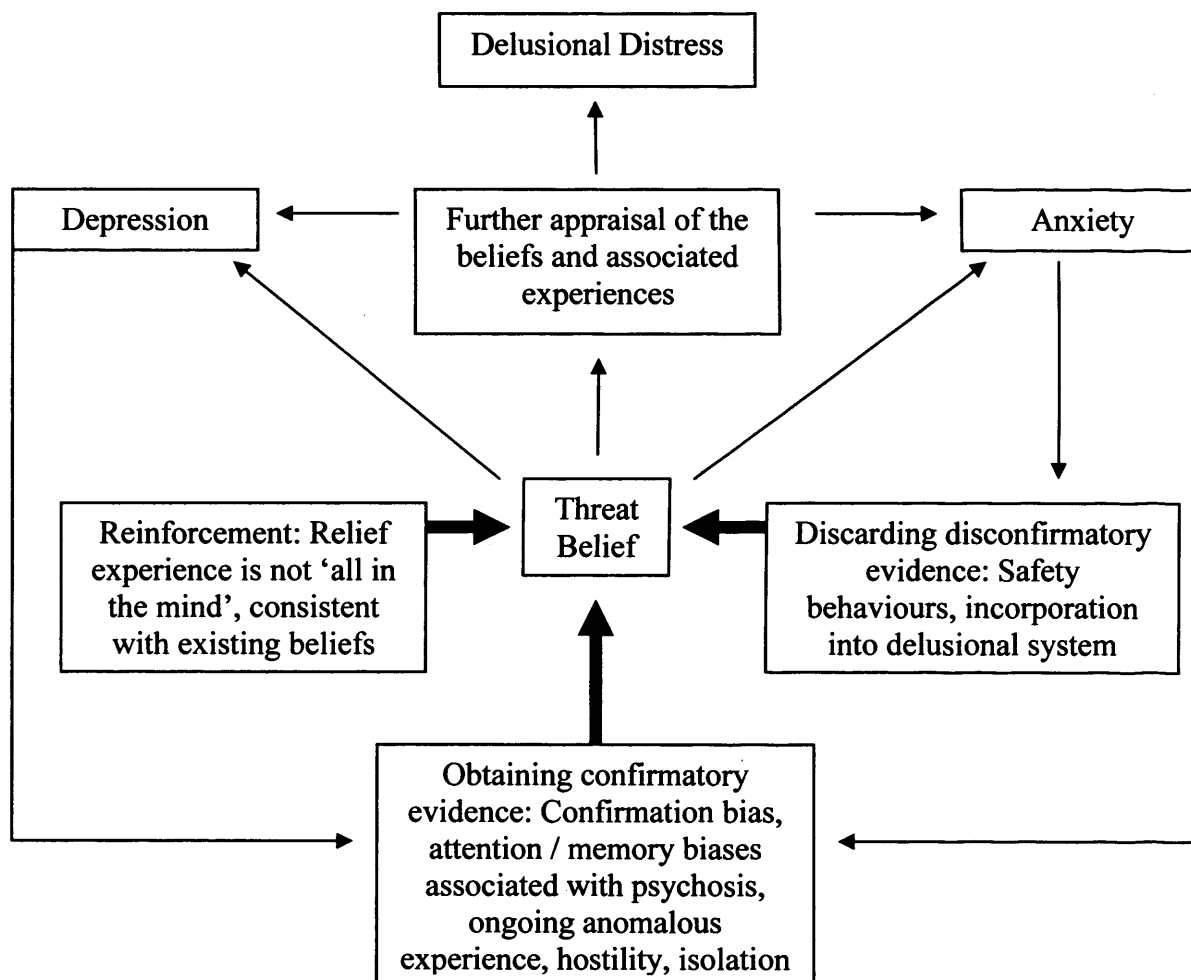 Delusional Distress
Depression
Further appraisal of the
beliefs and associated
experiences
Anxiety
Threat
Belief
Reinforcement: Relief
experience is not ‘all in
the mind’, consistent
with existing beliefs
Discarding disconfirmatory
evidence: Safety
behaviours, incorporation
into delusional system
Obtaining confirmatory
evidence: Confirmation bias,
attention / memory biases
associated with psychosis,
ongoing anomalous
experience, hostility, isolation